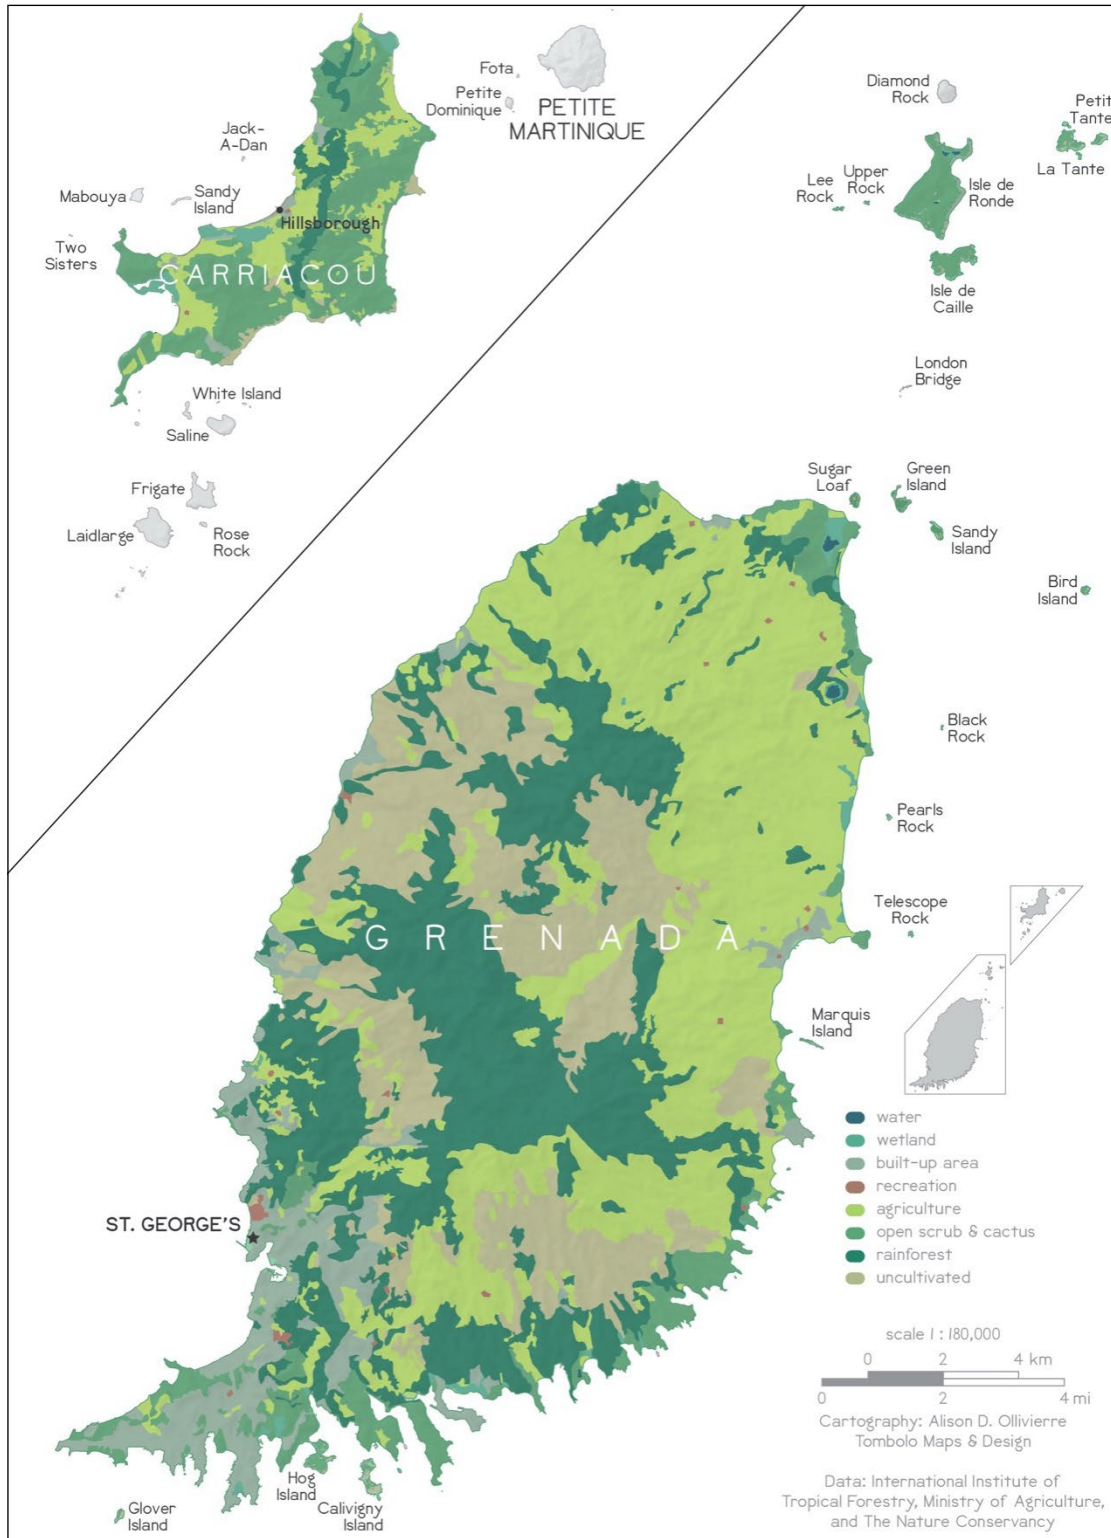 Fota
Petite
Dominique
PETITE
MARTINIQUE
Jack-
A-Dan
Mabouya
Sandy
Island
Hillsborough
Two
Sisters
CARRIACOU
White Island
Saline
Frigate
Laidlarge
Rose
Rock
Diamond
Rock
Petit
Tante
La Tante
Lee
Rock
Upper
Rock
Isle de
Ronde
Isle de
Caille
London
Bridge
Sugar
Loaf
Green
Island
Sandy
Island
Bird
Island
Black
Rock
Pearls
Rock
Telescope
Rock
GRENADA
Marquis
Island
ST. GEORGE'S
Glover
Island
Hog
Island
Calivigny
Island
water
wetland
built-up area
recreation
agriculture
open scrub & cactus
rainforest
uncultivated
scale 1 : 180,000
0 2 4 km
0 2 4 mi
Cartography: Alison D. Ollivierre
Tombolo Maps & Design
Data: International Institute of
Tropical Forestry, Ministry of Agriculture,
and The Nature Conservancy